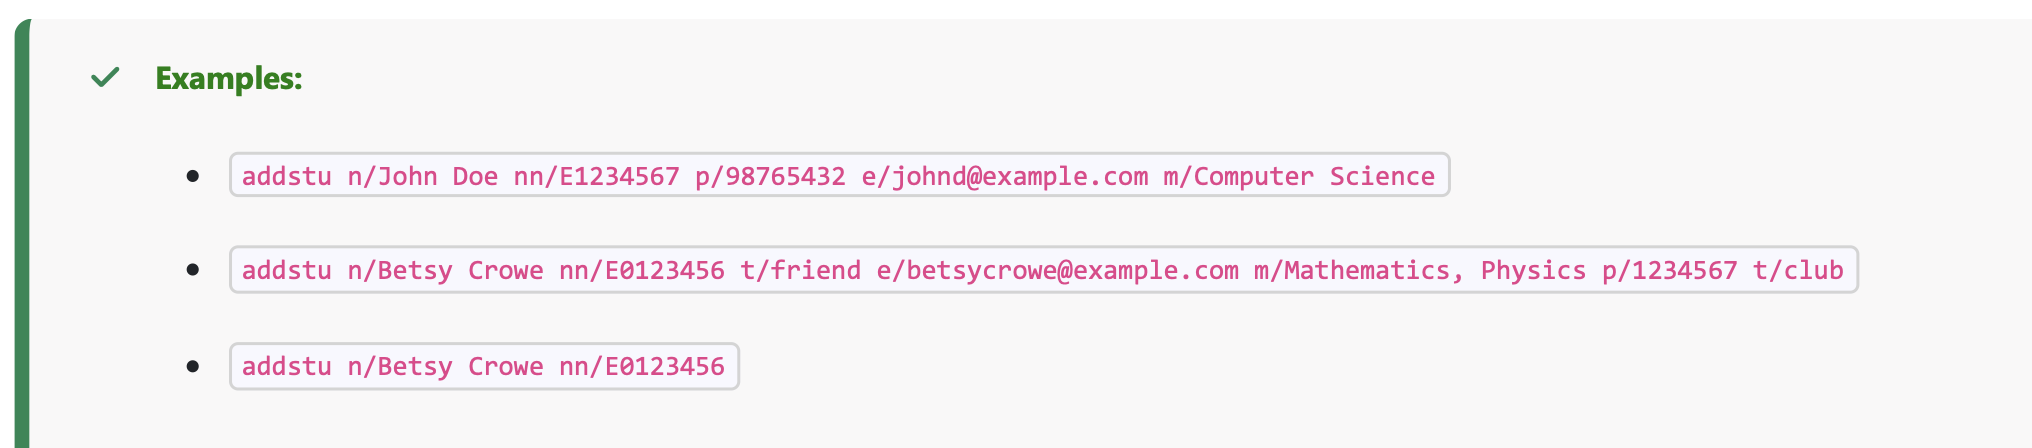 Examples:
addstu n/John Doe nn/E1234567 p/98765432 e/johnd@example.com m/Computer Science
addstu n/Betsy Crowe nn/E0123456 t/friend e/betsycrowe@example.com m/Mathematics, Physics p/1234567 t/club
addstu n/Betsy Crowe nn/E0123456